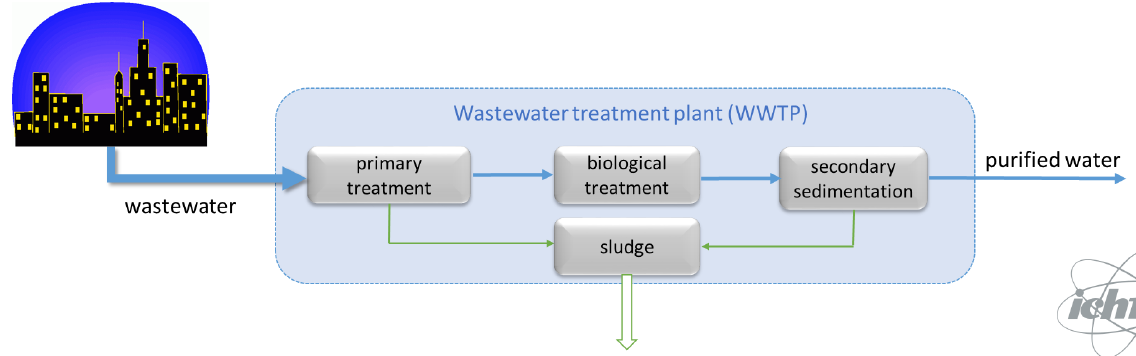 Wastewater treatment plant (WWTP)
primary
treatment
biological
treatment
secondary
sedimentation
purified water
wastewater
sludge